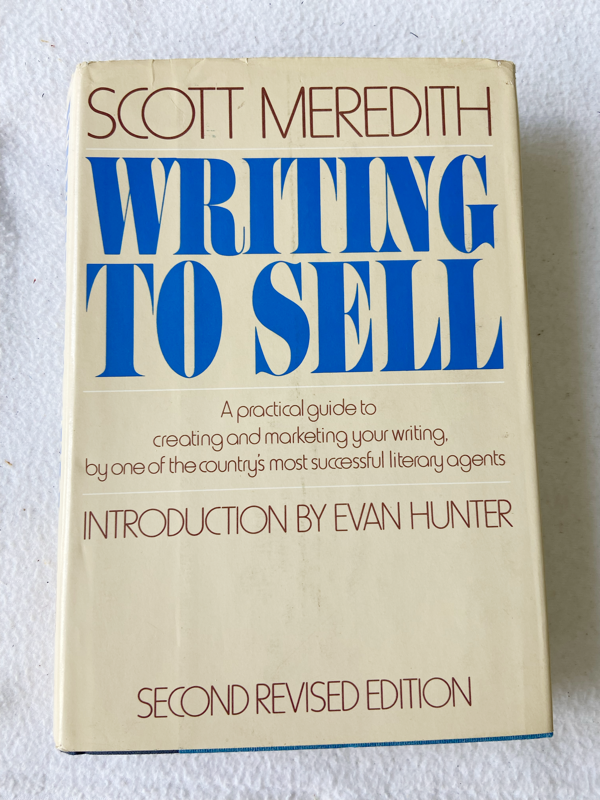 SCOTT MEREDITH
WRITING
TO SELL
A practical guide to
creating and marketing your writing,
by one of the country's most successful literary agents
INTRODUCTION BY EVAN HUNTER
SECOND REVISED EDITION